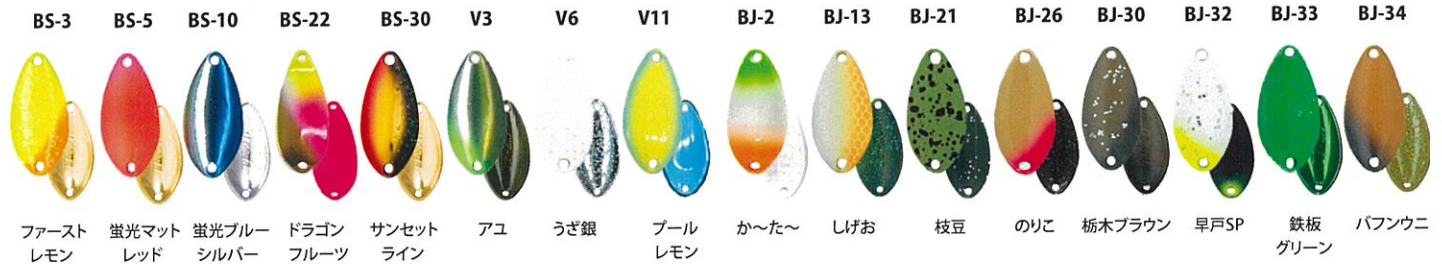 BS-3 BS-5 BS-10 BS-22 BS-30 V3 V6 V11 BJ-2 BJ-13 BJ-21 BJ-26 BJ-30 BJ-32 BJ-33 BJ-34
ファースト 蛍光マット 蛍光ブルー ドラゴン サンセット アユ うざ銀 プール か〜た〜 しげお 枝豆 のりこ 栃木ブラウン 早戸SP 鉄板 バフンウニ
レモン レッド シルバー フルーツ ライン レモン グリーン